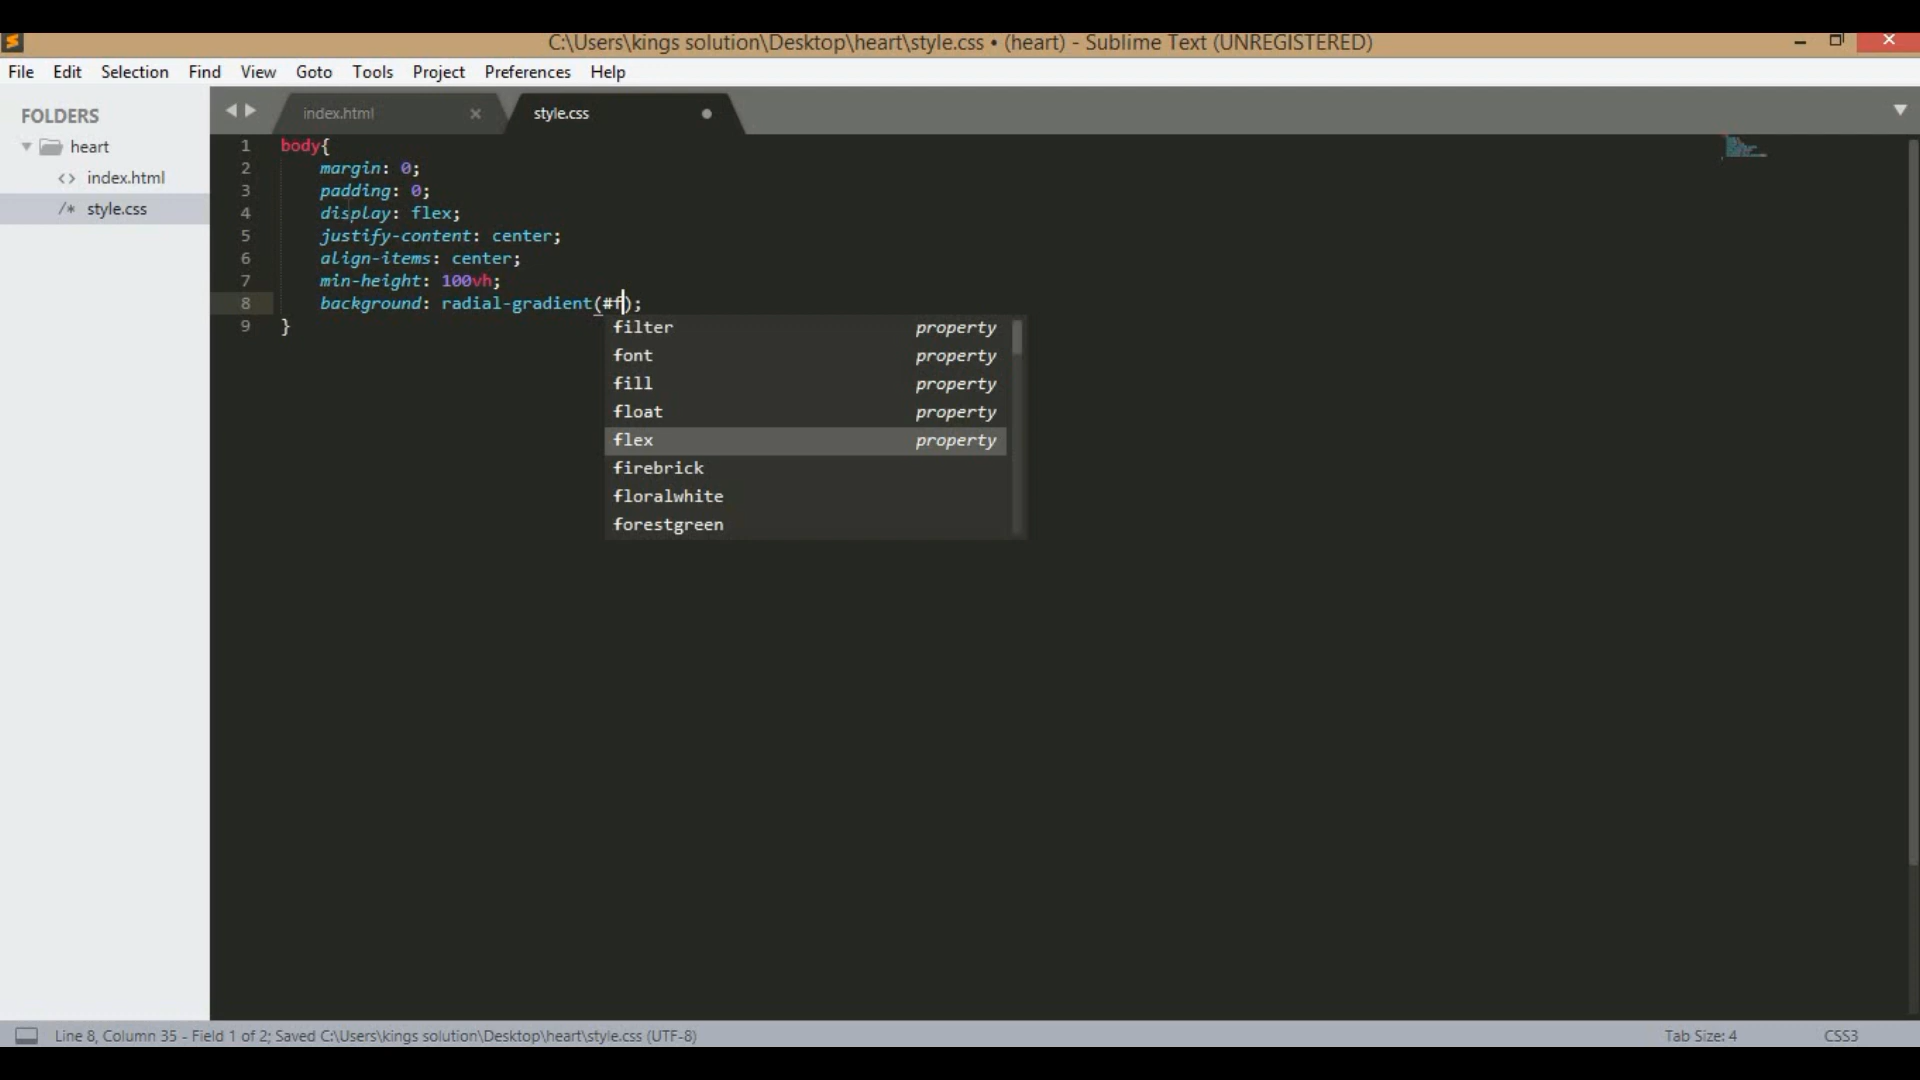 C:\Users\kings solution\Desktop\heart\style.css • (heart) - Sublime Text (UNREGISTERED)
File Edit Selection Find View Goto Tools Project Preferences Help
FOLDERS
heart
<> index.html
/* style.css
index.html
style.css
1 body{
2 margin: 0;
3 padding: 0;
4 display: flex;
5 justify-content: center;
6 align-items: center;
7 min-height: 100vh;
8 background: radial-gradient(#f);
9 }
filter property
font property
fill property
float property
flex property
firebrick
floralwhite
forestgreen
Line 8, Column 35 - Field 1 of 2; Saved C:\Users\kings solution\Desktop\heart\style.css (UTF-8)
Tab Size: 4
CSS3